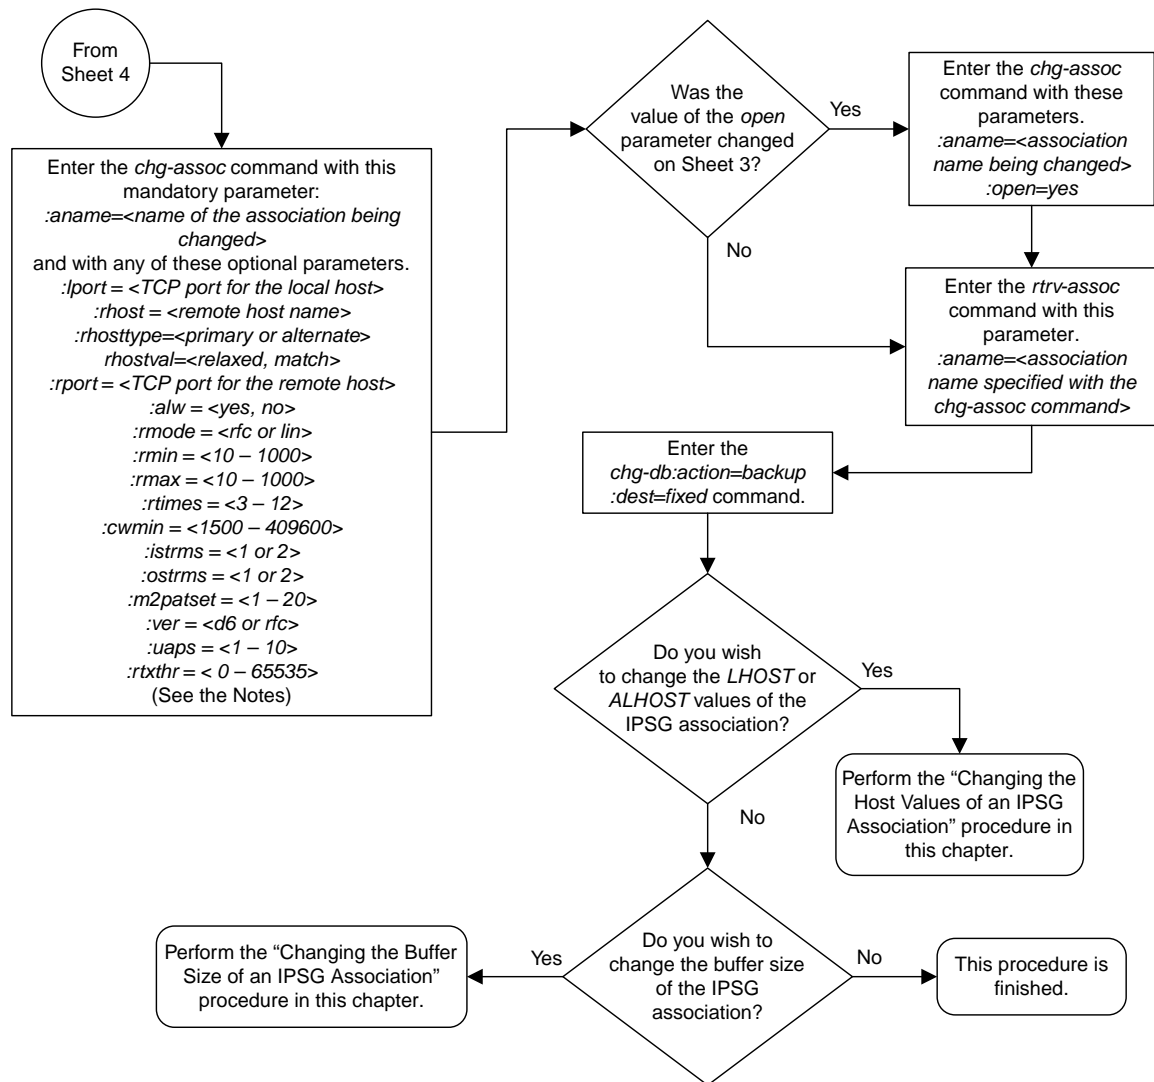 From
Sheet 4
Enter the chg-assoc command with this
mandatory parameter:
:aname=<name of the association being
changed>
and with any of these optional parameters.
:lport = <TCP port for the local host>
:rhost = <remote host name>
:rhosttype=<primary or alternate>
rhostval=<relaxed, match>
:rport = <TCP port for the remote host>
:alw = <yes, no>
:rmode = <rfc or lin>
:rmin = <10 – 1000>
:rmax = <10 – 1000>
:rtimes = <3 – 12>
:cwmin = <1500 – 409600>
:istrms = <1 or 2>
:ostrms = <1 or 2>
:m2patset = <1 – 20>
:ver = <d6 or rfc>
:uaps = <1 – 10>
:rtxthr = < 0 – 65535>
(See the Notes)
Was the
value of the open
parameter changed
on Sheet 3?
Yes
No
Enter the chg-assoc
command with these
parameters.
:aname=<association
name being changed>
:open=yes
Enter the rtrv-assoc
command with this
parameter.
:aname=<association
name specified with the
chg-assoc command>
Enter the
chg-db:action=backup
:dest=fixed command.
Do you wish
to change the LHOST or
ALHOST values of the
IPSG association?
Yes
No
Perform the “Changing the
Host Values of an IPSG
Association” procedure in
this chapter.
Do you wish to
change the buffer size
of the IPSG
association?
Yes
No
Perform the “Changing the Buffer
Size of an IPSG Association”
procedure in this chapter.
This procedure is
finished.